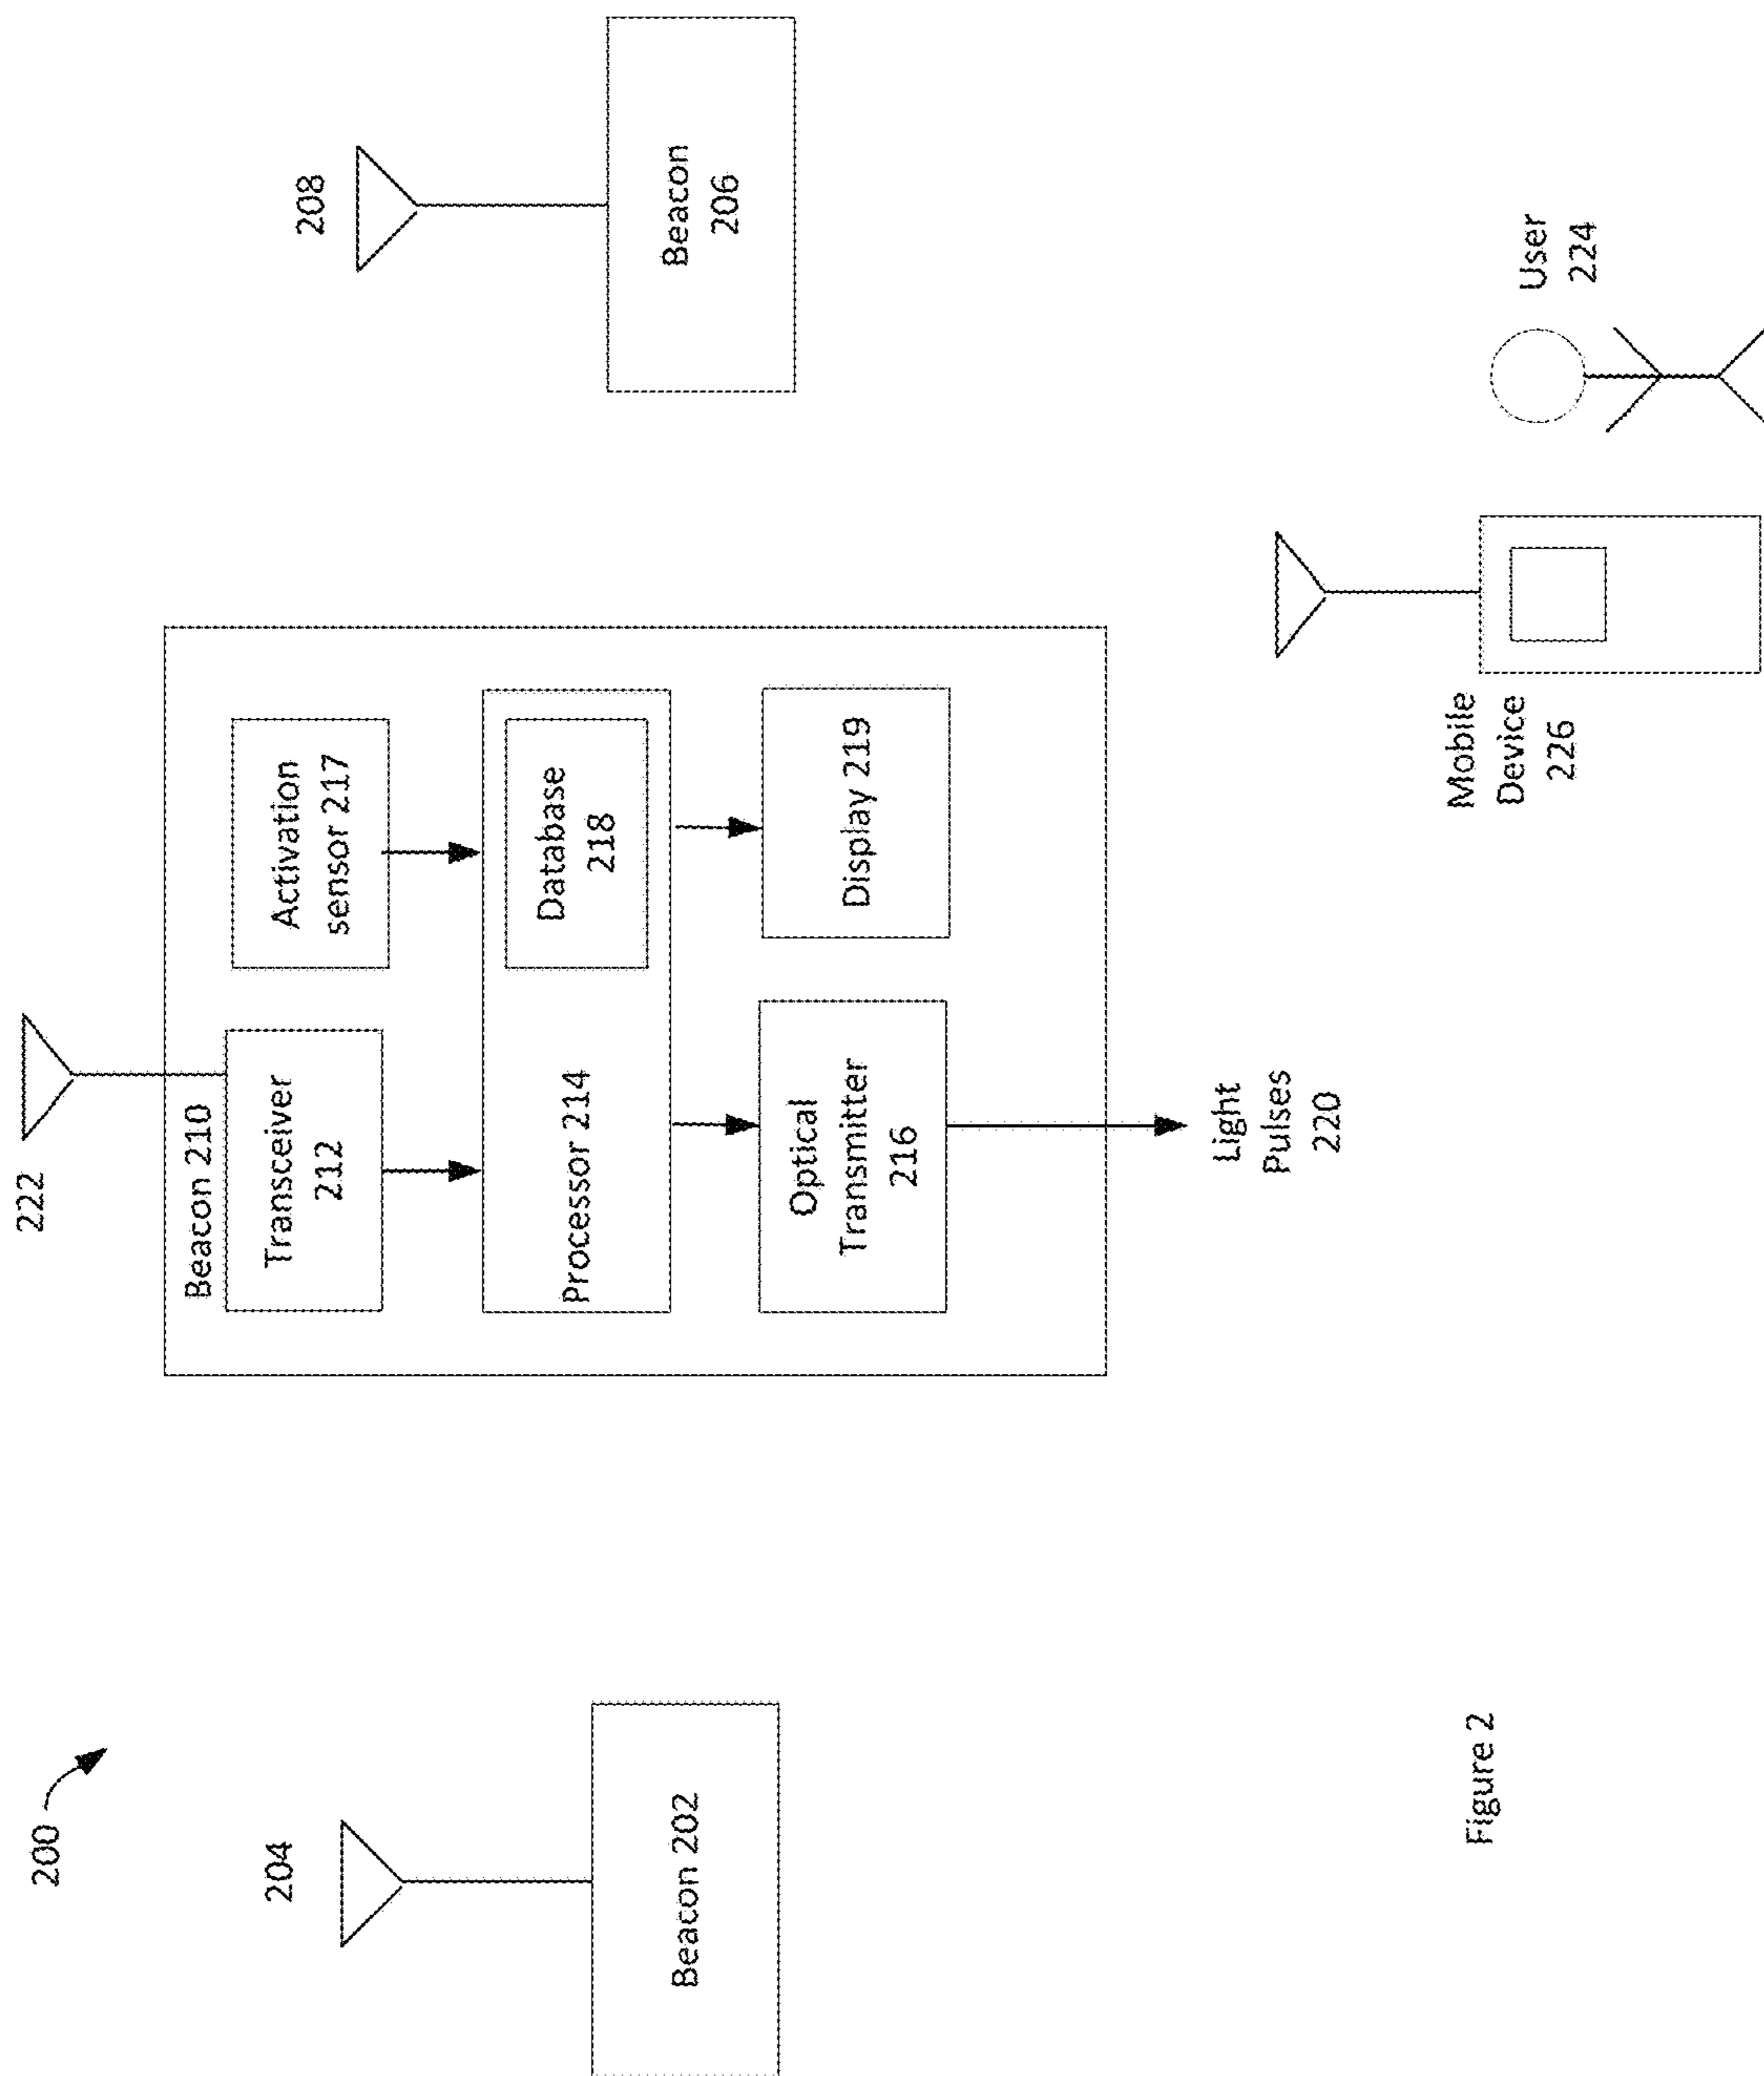 200
204
Beacon 202
222
Beacon 210
Transceiver
212
Activation
sensor 217
Processor 214
Database
218
Optical
Transmitter
216
Display 219
Light
Pulses
220
208
Beacon
206
Mobile
Device
226
User
224
Figure 2